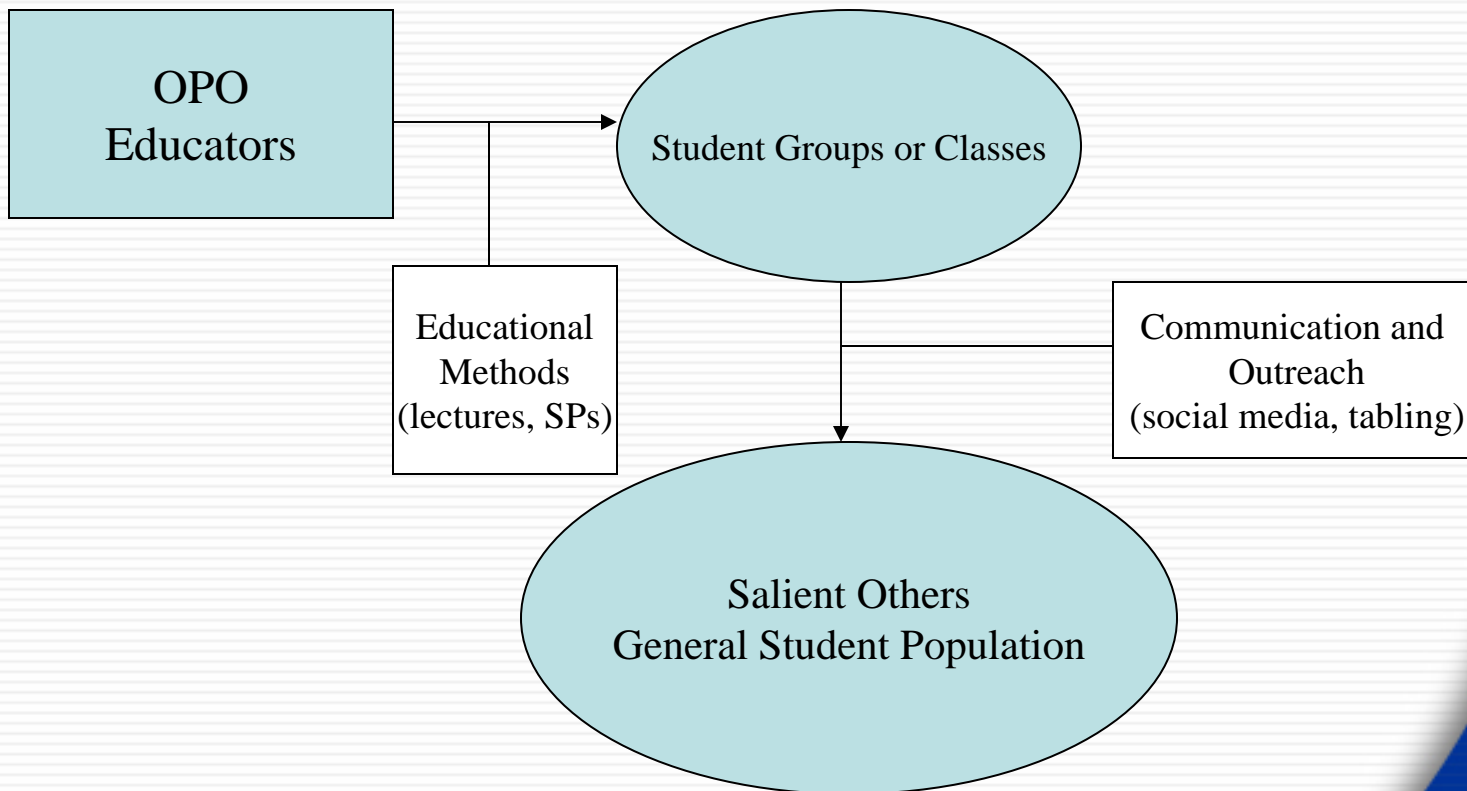 OPO
Educators
Student Groups or Classes
Educational
Methods
(lectures, SPs)
Communication and
Outreach
(social media, tabling)
Salient Others
General Student Population